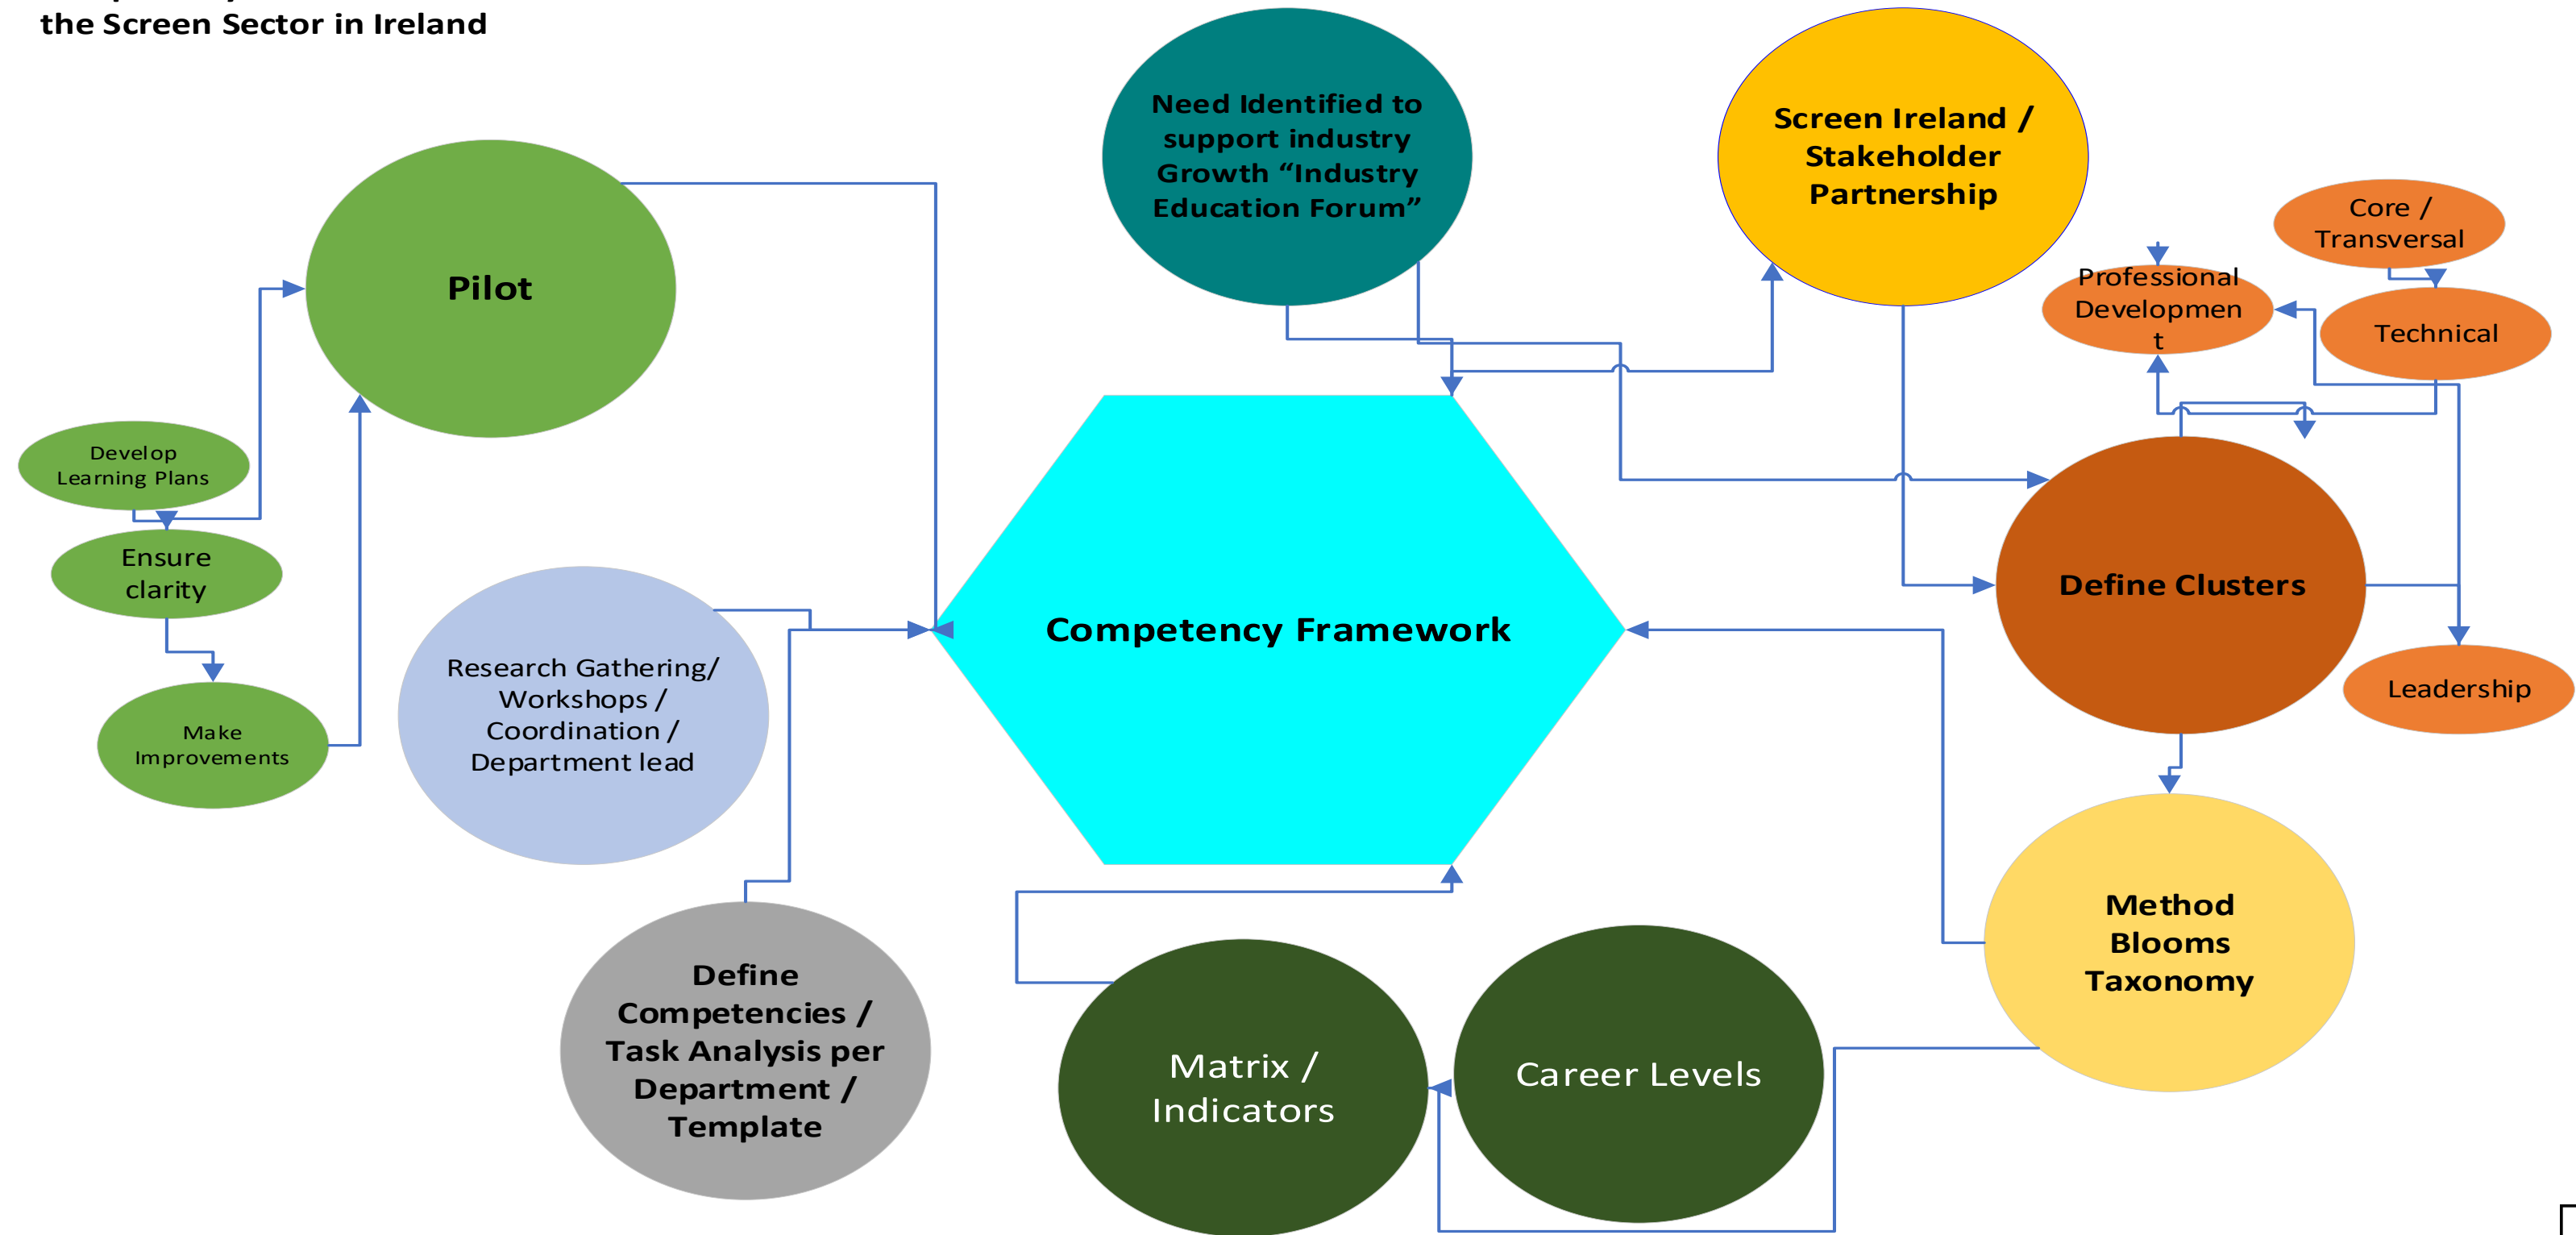 the Screen Sector in Ireland
Need Identified to
support industry
Growth “Industry
Education Forum”
Screen Ireland /
Stakeholder
Partnership
Core /
Transversal
Professional
Developmen
t
Technical
Pilot
Develop
Learning Plans
Ensure
clarity
Make
Improvements
Research Gathering/
Workshops /
Coordination /
Department lead
Competency Framework
Define Clusters
Leadership
Method
Blooms
Taxonomy
Define
Competencies /
Task Analysis per
Department /
Template
Matrix /
Indicators
Career Levels